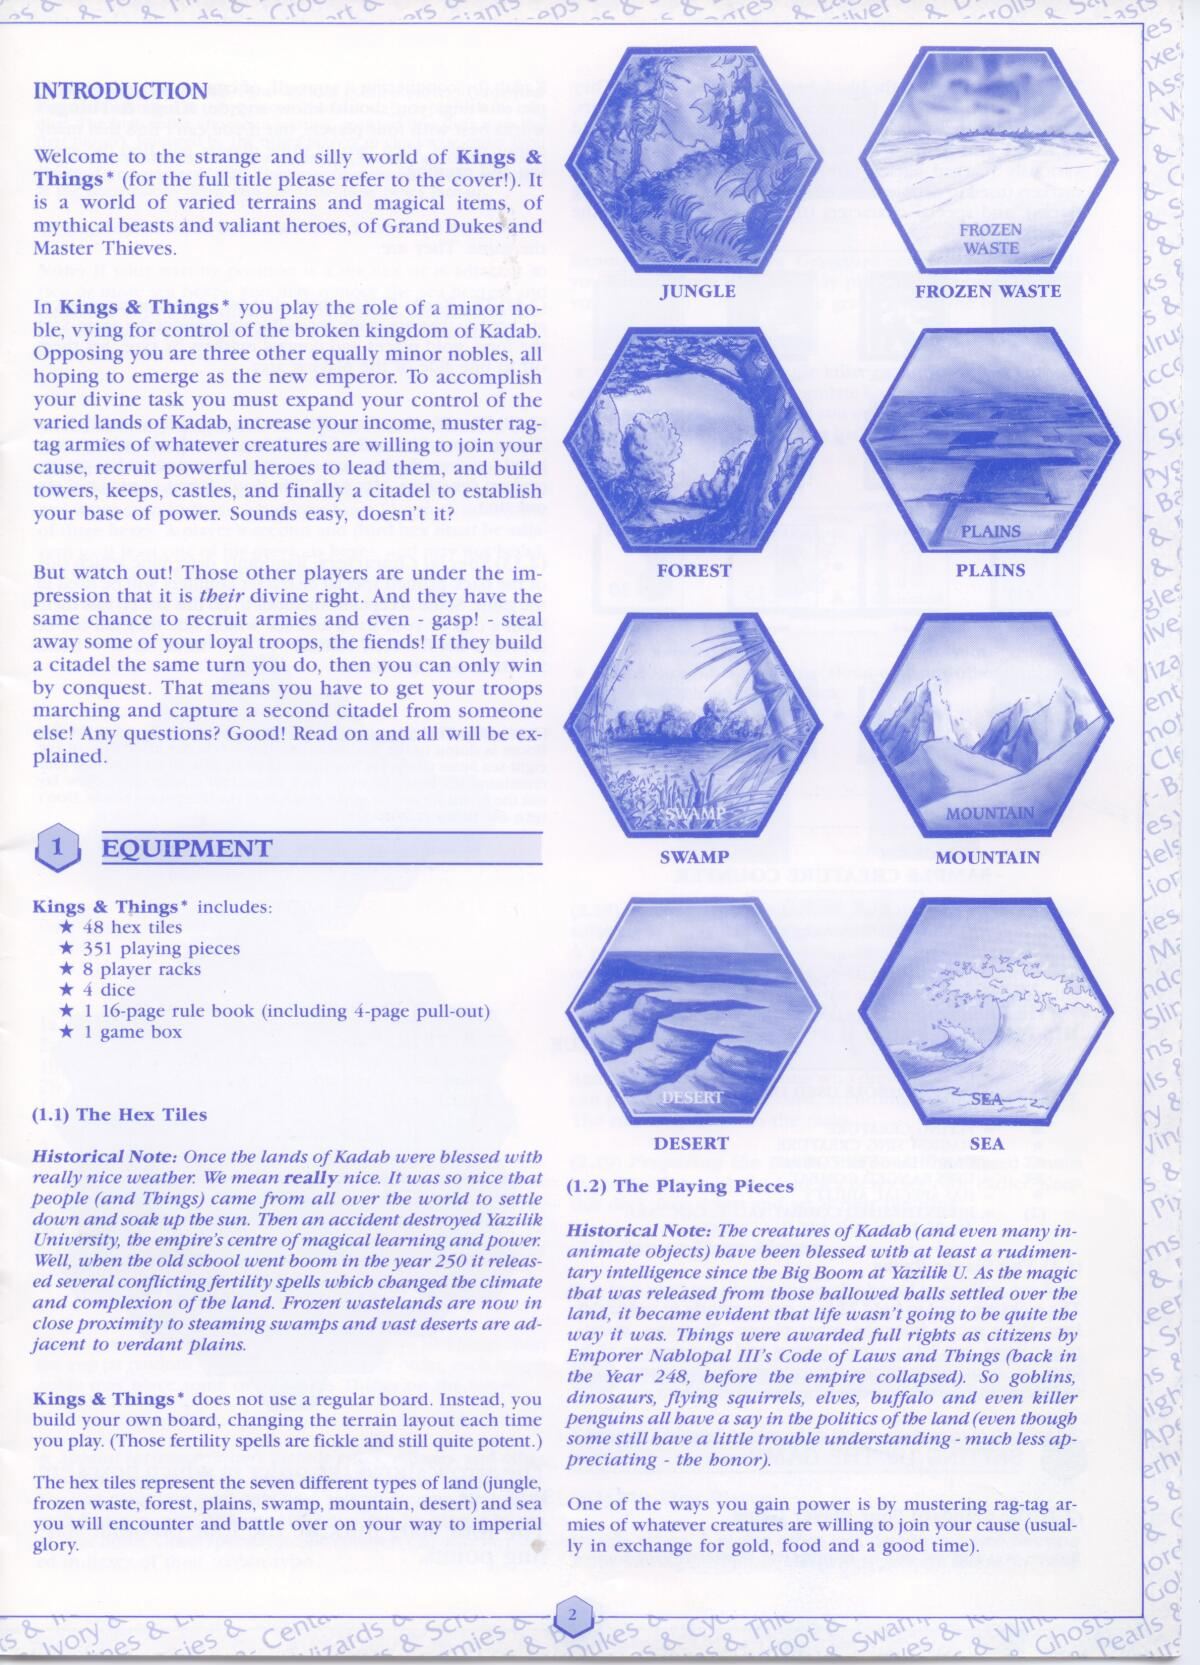 INTRODUCTION
Welcome to the strange and silly world of Kings &
Things* (for the full title please refer to the cover!). It
is a world of varied terrains and magical items, of
mythical beasts and valiant heroes, of Grand Dukes and
Master Thieves.
In Kings & Things* you play the role of a minor no-
ble, vying for control of the broken kingdom of Kadab.
Opposing you are three other equally minor nobles, all
hoping to emerge as the new emperor. To accomplish
your divine task you must expand your control of the
varied lands of Kadab, increase your income, muster rag-
tag armies of whatever creatures are willing to join your
cause, recruit powerful heroes to lead them, and build
towers, keeps, castles, and finally a citadel to establish
your base of power. Sounds easy, doesn't it?
But watch out! Those other players are under the im-
pression that it is their divine right. And they have the
same chance to recruit armies and even - gasp! - steal
away some of your loyal troops, the fiends! If they build
a citadel the same turn you do, then you can only win
by conquest. That means you have to get your troops
marching and capture a second citadel from someone
else! Any questions? Good! Read on and all will be ex-
plained.
1 EQUIPMENT
Kings & Things* includes:
★ 48 hex tiles
★ 351 playing pieces
★ 8 player racks
★ 4 dice
★ 1 16-page rule book (including 4-page pull-out)
★ 1 game box
(1.1) The Hex Tiles
Historical Note: Once the lands of Kadab were blessed with
really nice weather. We mean really nice. It was so nice that
people (and Things) came from all over the world to settle
down and soak up the sun. Then an accident destroyed Yazilik
University, the empire's centre of magical learning and power.
Well, when the old school went boom in the year 250 it releas-
ed several conflicting fertility spells which changed the climate
and complexion of the land. Frozen wastelands are now in
close proximity to steaming swamps and vast deserts are ad-
jacent to verdant plains.
Kings & Things* does not use a regular board. Instead, you
build your own board, changing the terrain layout each time
you play. (Those fertility spells are fickle and still quite potent.)
The hex tiles represent the seven different types of land (jungle,
frozen waste, forest, plains, swamp, mountain, desert) and sea
you will encounter and battle over on your way to imperial
glory.
FROZEN
WASTE
JUNGLE
FROZEN WASTE
PLAINS
FOREST
PLAINS
SWAMP
MOUNTAIN
SWAMP
MOUNTAIN
DESERT
SEA
DESERT
SEA
(1.2) The Playing Pieces
Historical Note: The creatures of Kadab (and even many in-
animate objects) have been blessed with at least a rudimen-
tary intelligence since the Big Boom at Yazilik U. As the magic
that was released from those hallowed halls settled over the
land, it became evident that life wasn't going to be quite the
way it was. Things were awarded full rights as citizens by
Emporer Nablopal III's Code of Laws and Things (back in
the Year 248, before the empire collapsed). So goblins,
dinosaurs, flying squirrels, elves, buffalo and even killer
penguins all have a say in the politics of the land (even though
some still have a little trouble understanding - much less ap-
preciating - the honor).
One of the ways you gain power is by mustering rag-tag ar-
mies of whatever creatures are willing to join your cause (usual-
ly in exchange for gold, food and a good time).
2